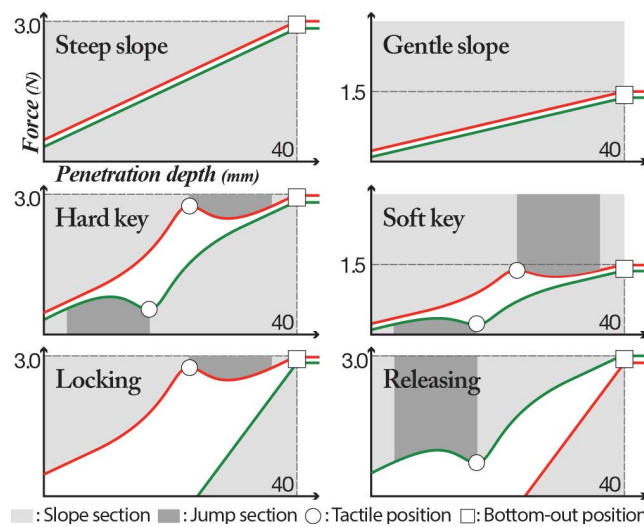 3.0
Steep slope
Force (N)
40
Penetration depth (mm)
Gentle slope
1.5
40
3.0
Hard key
40
Soft key
1.5
40
3.0
Locking
40
3.0
Releasing
40
: Slope section : Jump section : Tactile position : Bottom-out position